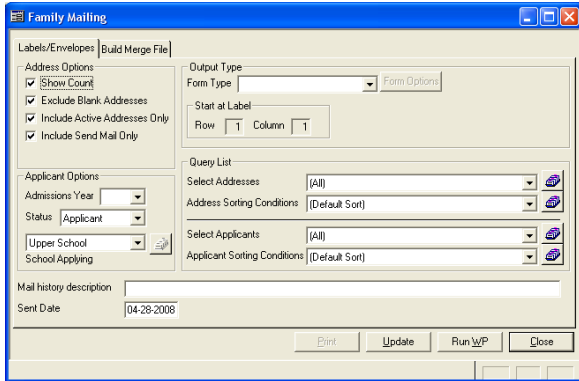 Family Mailing
Labels/Envelopes Build Merge File
Address Options
Show Count
Exclude Blank Addresses
Include Active Addresses Only
Include Send Mail Only
Output Type
Form Type Form Options
Start at Label
Row 1 Column 1
Applicant Options
Admissions Year
Status Applicant
Upper School
School Applying
Query List
Select Addresses (All)
Address Sorting Conditions (Default Sort)
Select Applicants (All)
Applicant Sorting Conditions (Default Sort)
Mail history description
Sent Date 04-28-2008
Print Update Run WP Close